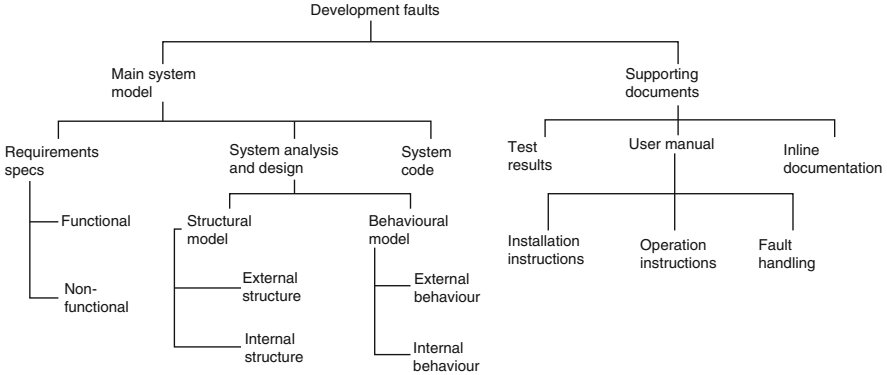 Development faults
Main system
model
Supporting
documents
Requirements
specs
System analysis
and design
System
code
Test
results
User manual
Inline
documentation
Functional
Structural
model
Behavioural
model
Installation
instructions
Operation
instructions
Fault
handling
Non-
functional
External
structure
External
behaviour
Internal
structure
Internal
behaviour